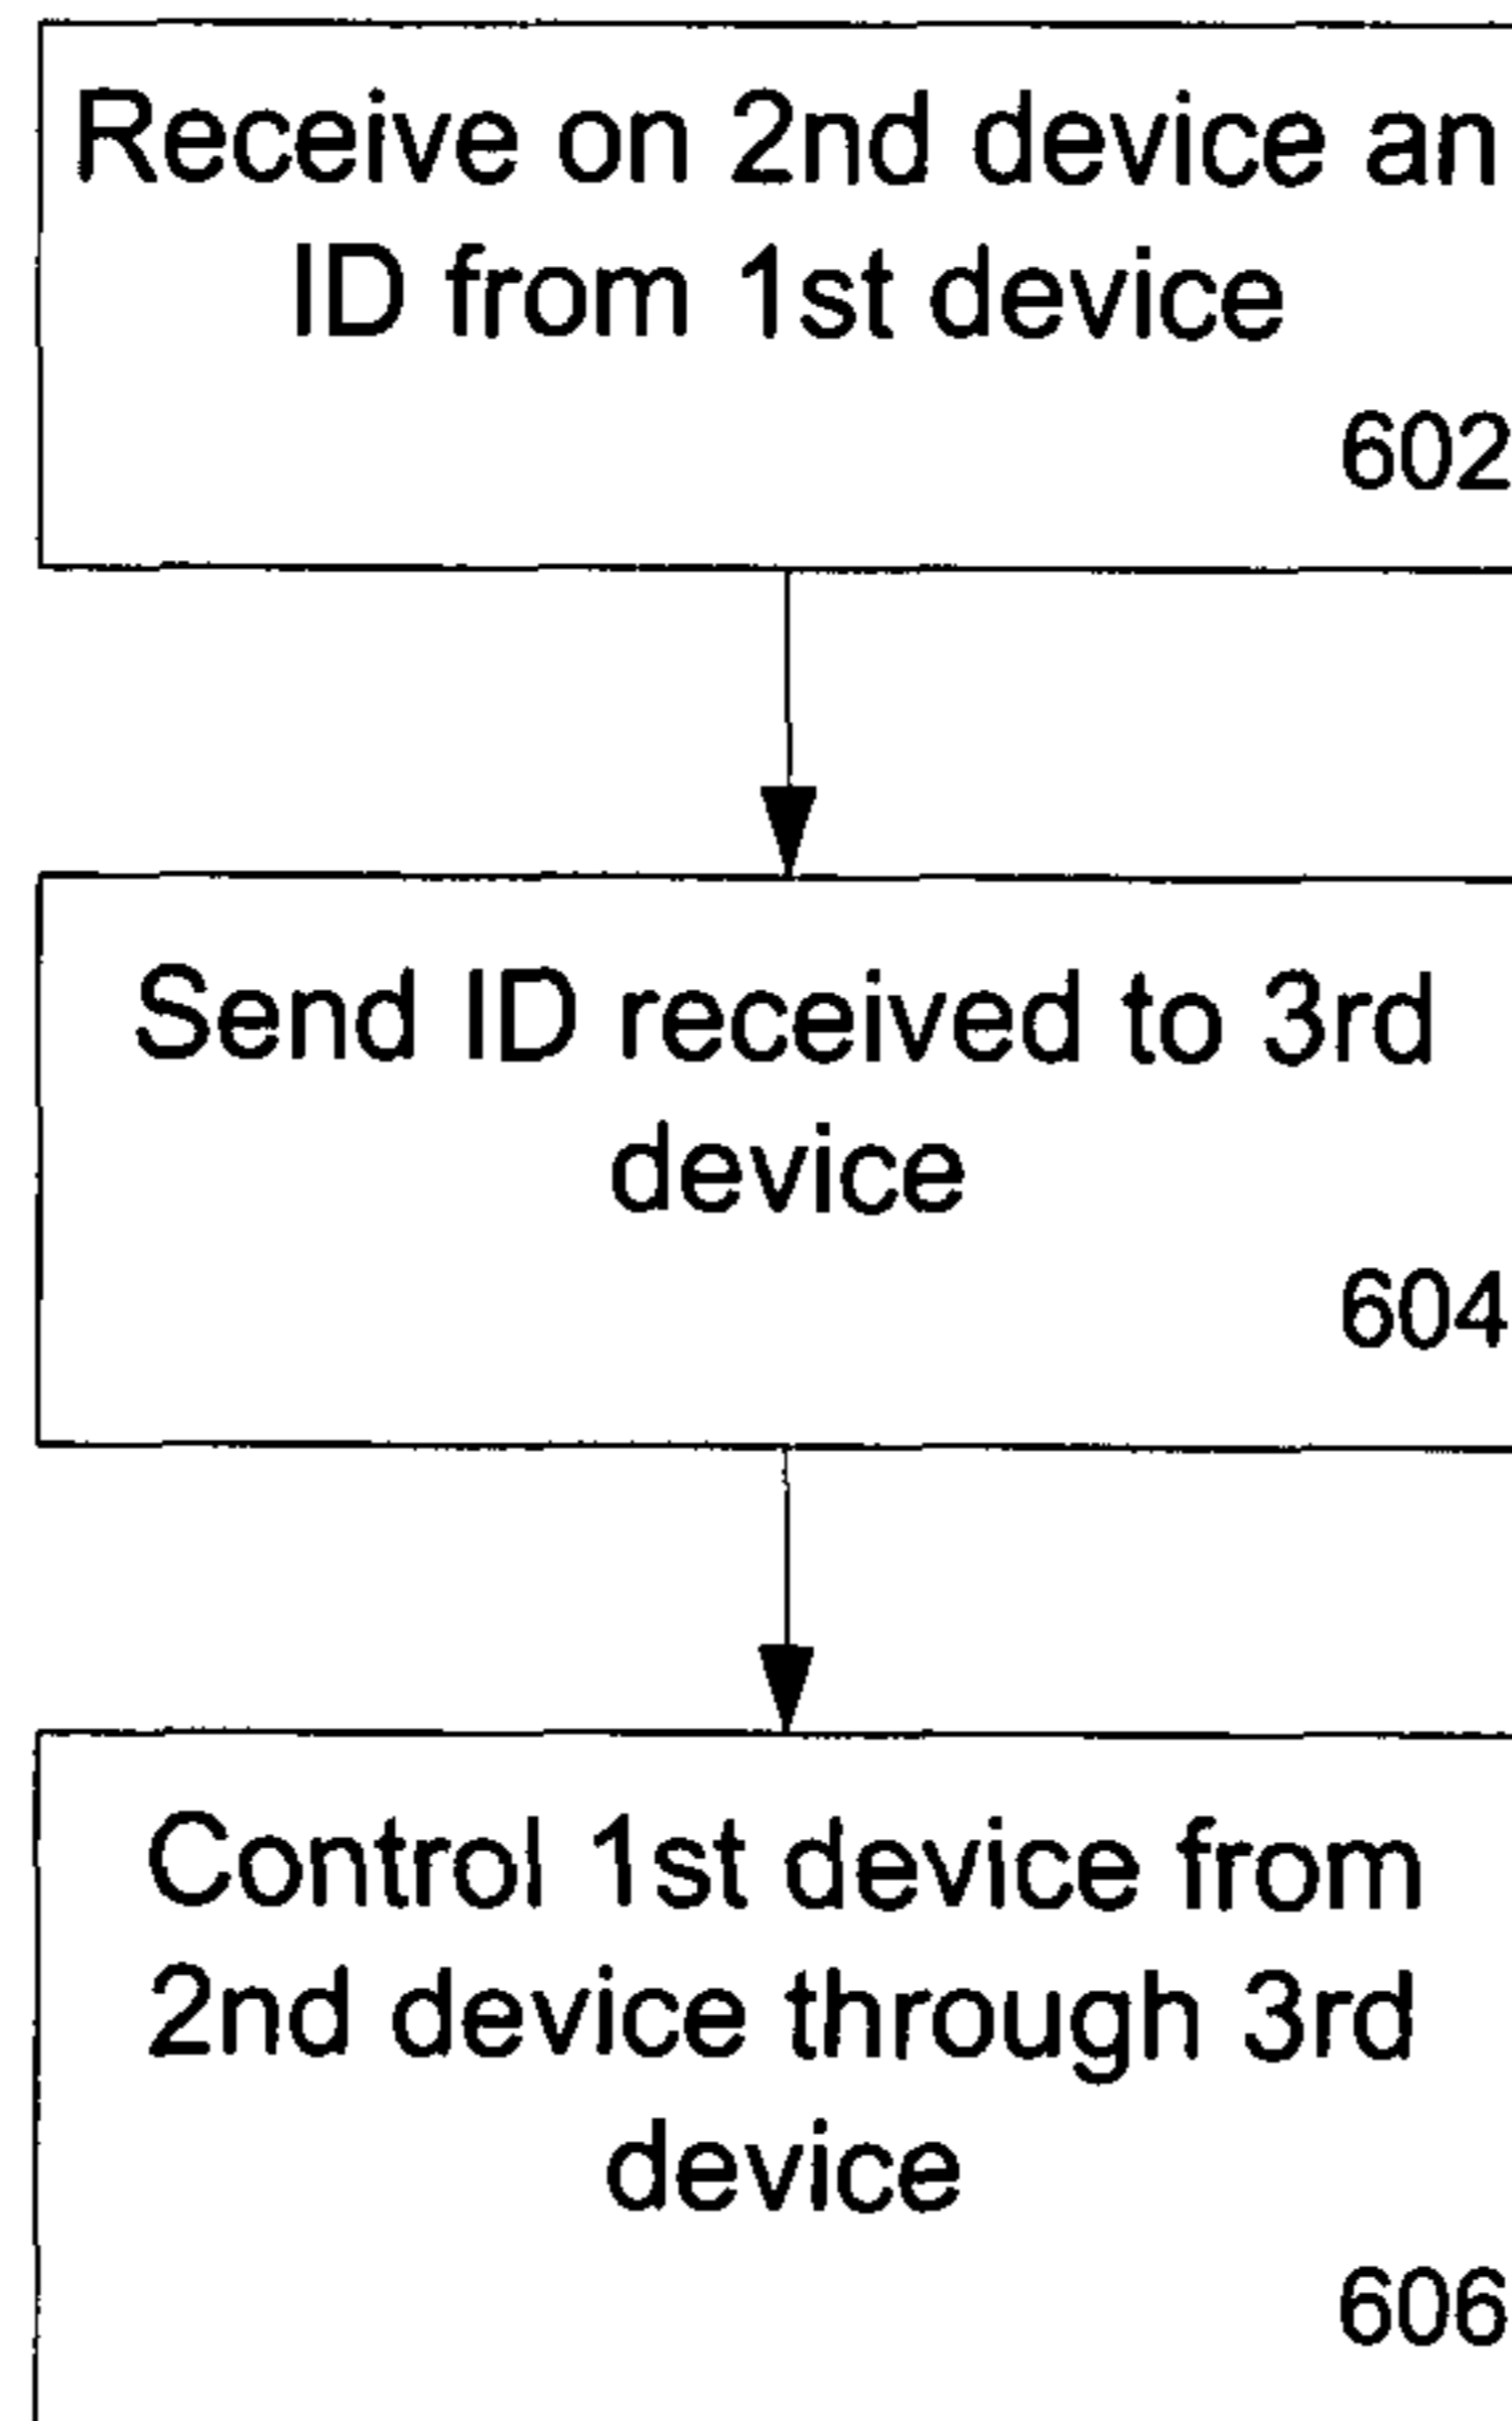 Receive on 2nd device an
ID from 1st device
602
Send ID received to 3rd
device
604
Control 1st device from
2nd device through 3rd
device
606